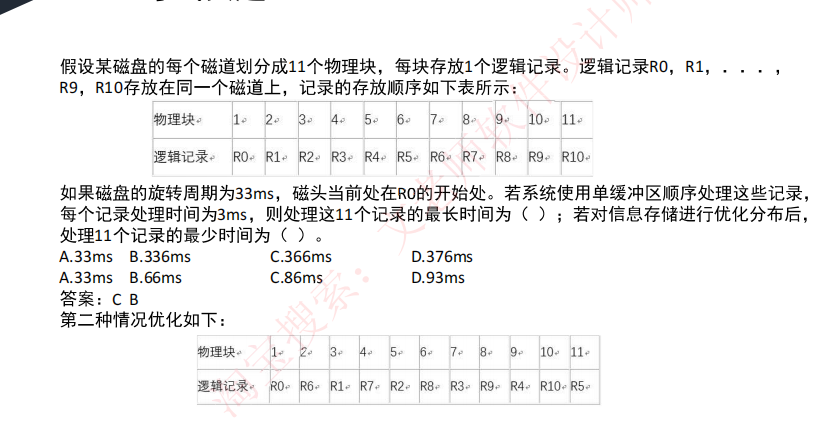 假设某磁盘的每个磁道划分成11个物理块，每块存放1个逻辑记录。逻辑记录R0，R1，．．．．，
R9，R10存放在同一个磁道上，记录的存放顺序如下表所示：
物理块 1 2 3 4 5 6 7 8 9 10 11
逻辑记录 R0 R1 R2 R3 R4 R5 R6 R7 R8 R9 R10
如果磁盘的旋转周期为33ms，磁头当前处在R0的开始处。若系统使用单缓冲区顺序处理这些记录，
每个记录处理时间为3ms，则处理这11个记录的最长时间为（ ）；若对信息存储进行优化分布后，
处理11个记录的最少时间为（ ）。
A.33ms B.336ms C.366ms D.376ms
A.33ms B.66ms C.86ms D.93ms
答案：C B
第二种情况优化如下：
物理块 1 2 3 4 5 6 7 8 9 10 11
逻辑记录 R0 R6 R1 R7 R2 R8 R3 R9 R4 R10 R5
淘宝搜索：文老师软件设计师